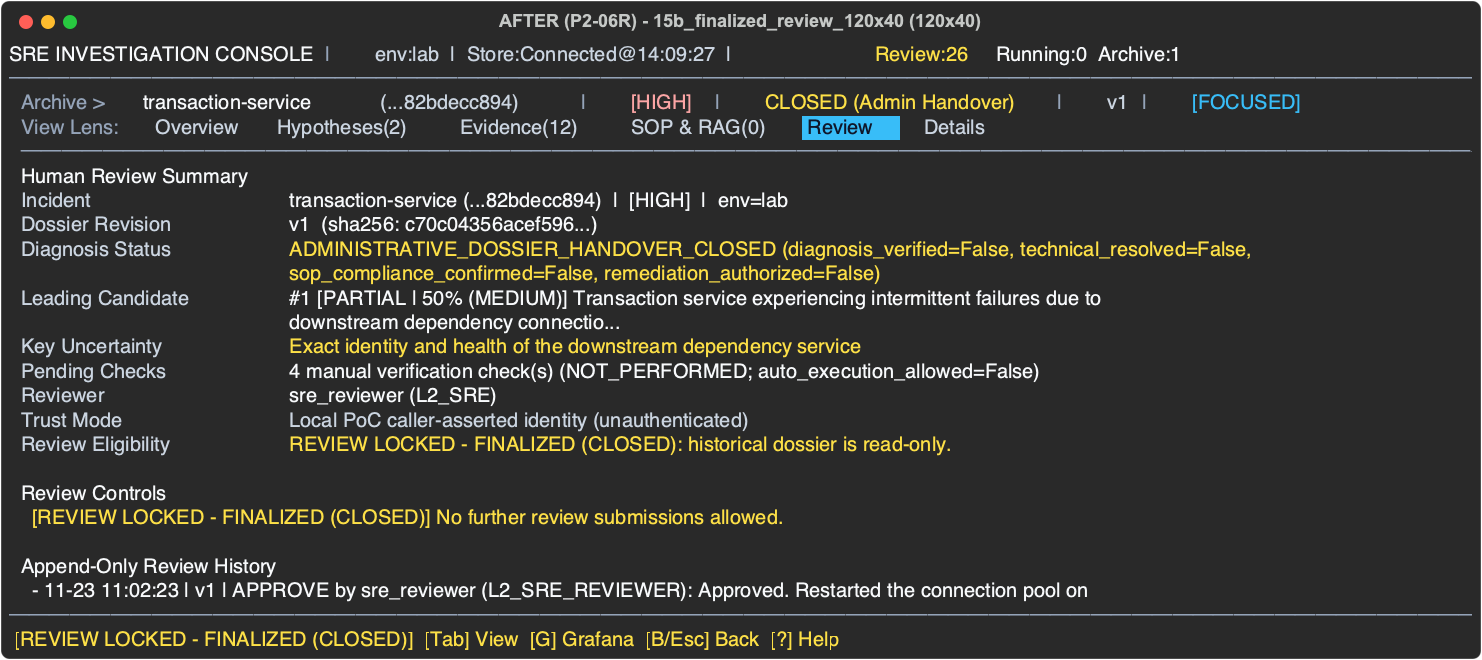 AFTER (P2-06R) - 15b_finalized_review_120x40 (120x40)
SRE INVESTIGATION CONSOLE | env:lab | Store:Connected@14:09:27 | Review:26 Running:0 Archive:1
Archive > transaction-service (...82bdecc894) | [HIGH] | CLOSED (Admin Handover) | v1 | [FOCUSED]
View Lens: Overview Hypotheses(2) Evidence(12) SOP & RAG(0) Review Details
Human Review Summary
Incident transaction-service (...82bdecc894) | [HIGH] | env=lab
Dossier Revision v1 (sha256: c70c04356acef596...)
Diagnosis Status ADMINISTRATIVE_DOSSIER_HANDOVER_CLOSED (diagnosis_verified=False, technical_resolved=False,
sop_compliance_confirmed=False, remediation_authorized=False)
Leading Candidate #1 [PARTIAL | 50% (MEDIUM)] Transaction service experiencing intermittent failures due to
downstream dependency connectio...
Key Uncertainty Exact identity and health of the downstream dependency service
Pending Checks 4 manual verification check(s) (NOT_PERFORMED; auto_execution_allowed=False)
Reviewer sre_reviewer (L2_SRE)
Trust Mode Local PoC caller-asserted identity (unauthenticated)
Review Eligibility REVIEW LOCKED - FINALIZED (CLOSED): historical dossier is read-only.
Review Controls
[REVIEW LOCKED - FINALIZED (CLOSED)] No further review submissions allowed.
Append-Only Review History
- 11-23 11:02:23 | v1 | APPROVE by sre_reviewer (L2_SRE_REVIEWER): Approved. Restarted the connection pool on
[REVIEW LOCKED - FINALIZED (CLOSED)] [Tab] View [G] Grafana [B/Esc] Back [?] Help